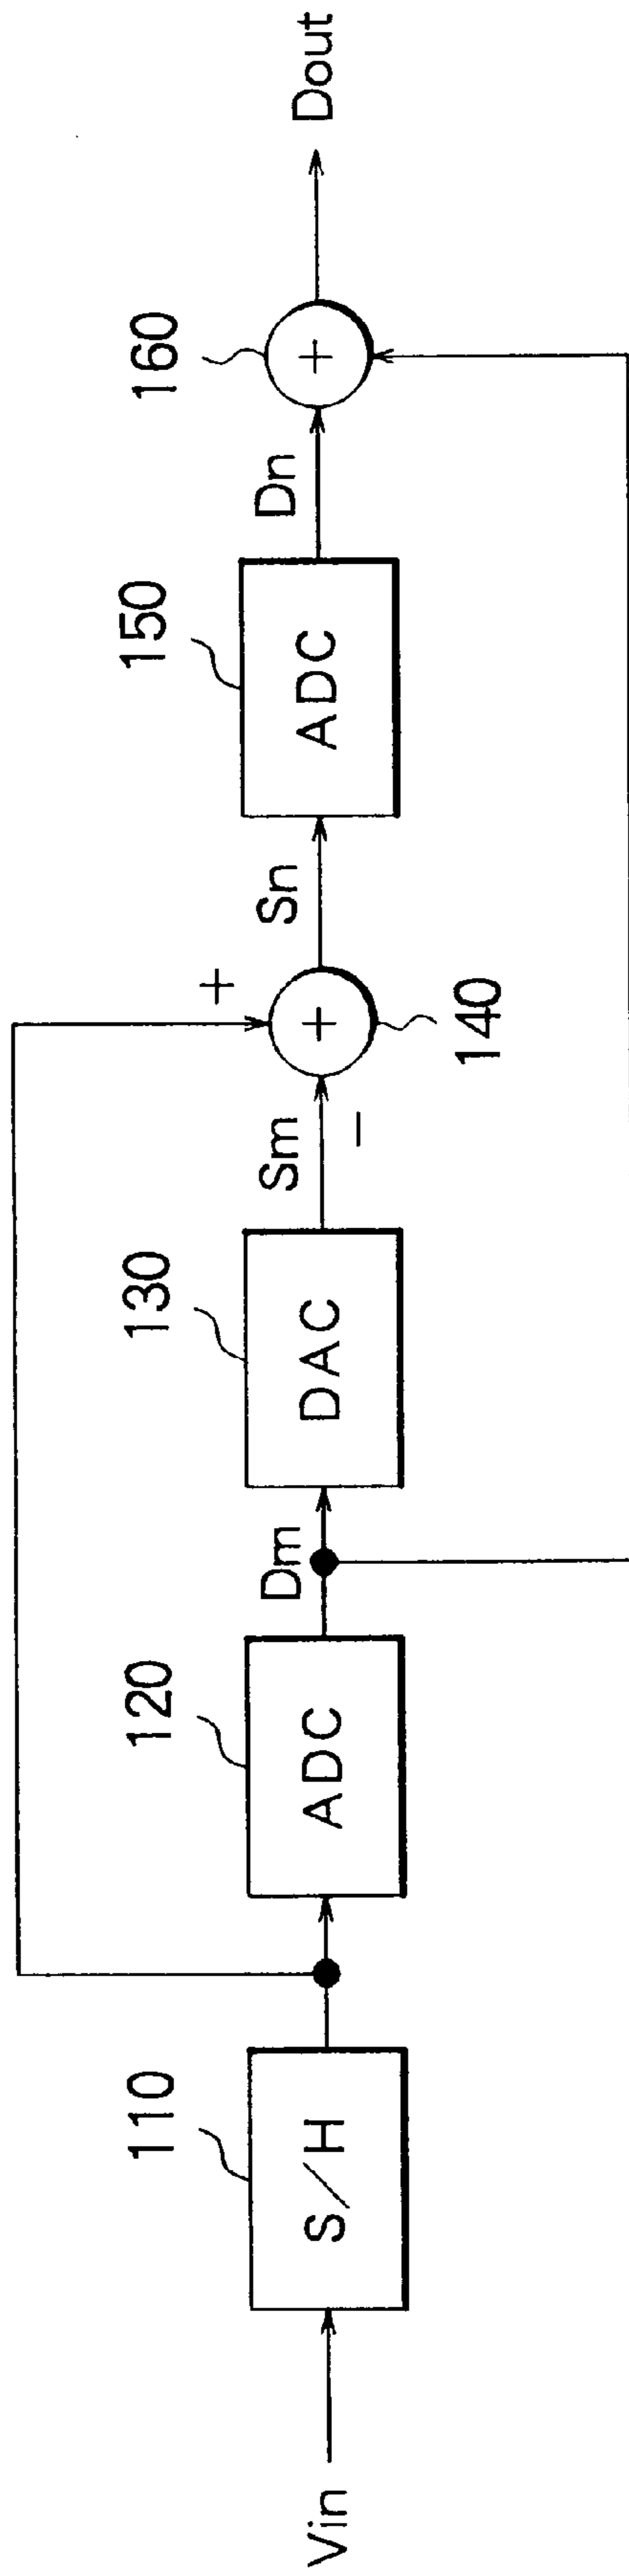 Vin
110
S/H
120
ADC
Dm
130
DAC
Sm
−
+
+
140
Sn
150
ADC
Dn
160
+
Dout